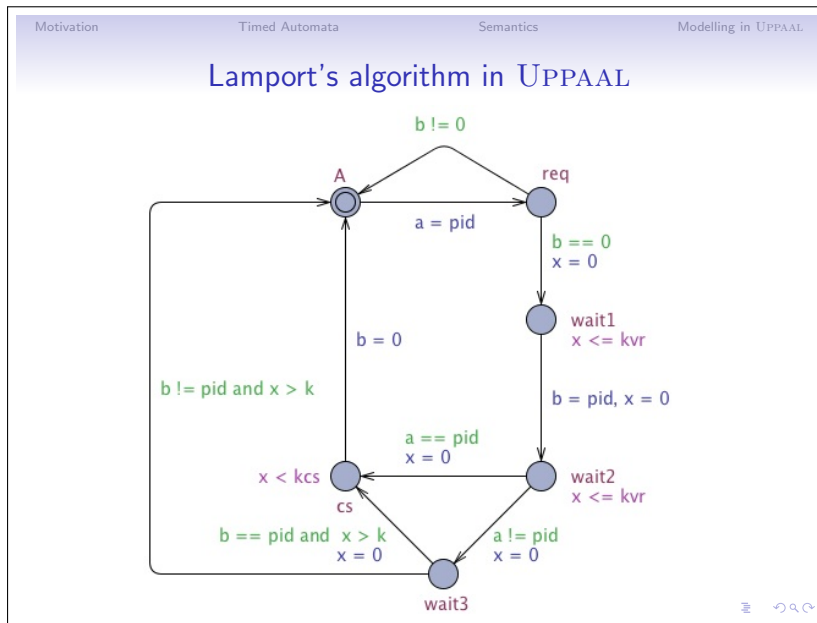 Motivation Timed Automata Semantics Modelling in UPPAAL
Lamport's algorithm in UPPAAL
b != 0
A
req
a = pid
b == 0
x = 0
wait1
x <= kvr
b = 0
b != pid and x > k
b = pid, x = 0
a == pid
x = 0
x < kcs
cs
wait2
x <= kvr
b == pid and x > k
x = 0
a != pid
x = 0
wait3